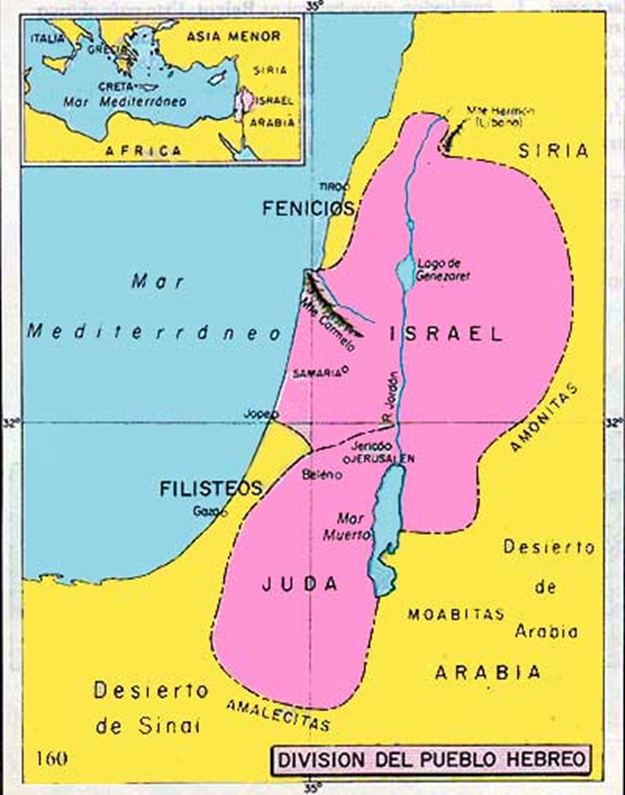 35°
ITALIA
GRECIA
ASIA MENOR
SIRIA
CRETA
Mar Mediterráneo
ISRAEL
ARABIA
AFRICA
Mte Hermón
(Líbano)
SIRIA
TIRO
FENICIOS
Lago de
Genezaret
Mar
Mediterráneo
Mte. Carmelo
ISRAEL
SAMARIA
R. Jordán
Jope
32°
32°
AMONITAS
Jericó
JERUSALEN
Belén
FILISTEOS
Gaza
Mar
Muerto
Desierto
de
Arabia
JUDA
MOABITAS
ARABIA
Desierto
de Sinaí
AMALECITAS
160
DIVISION DEL PUEBLO HEBREO
35°